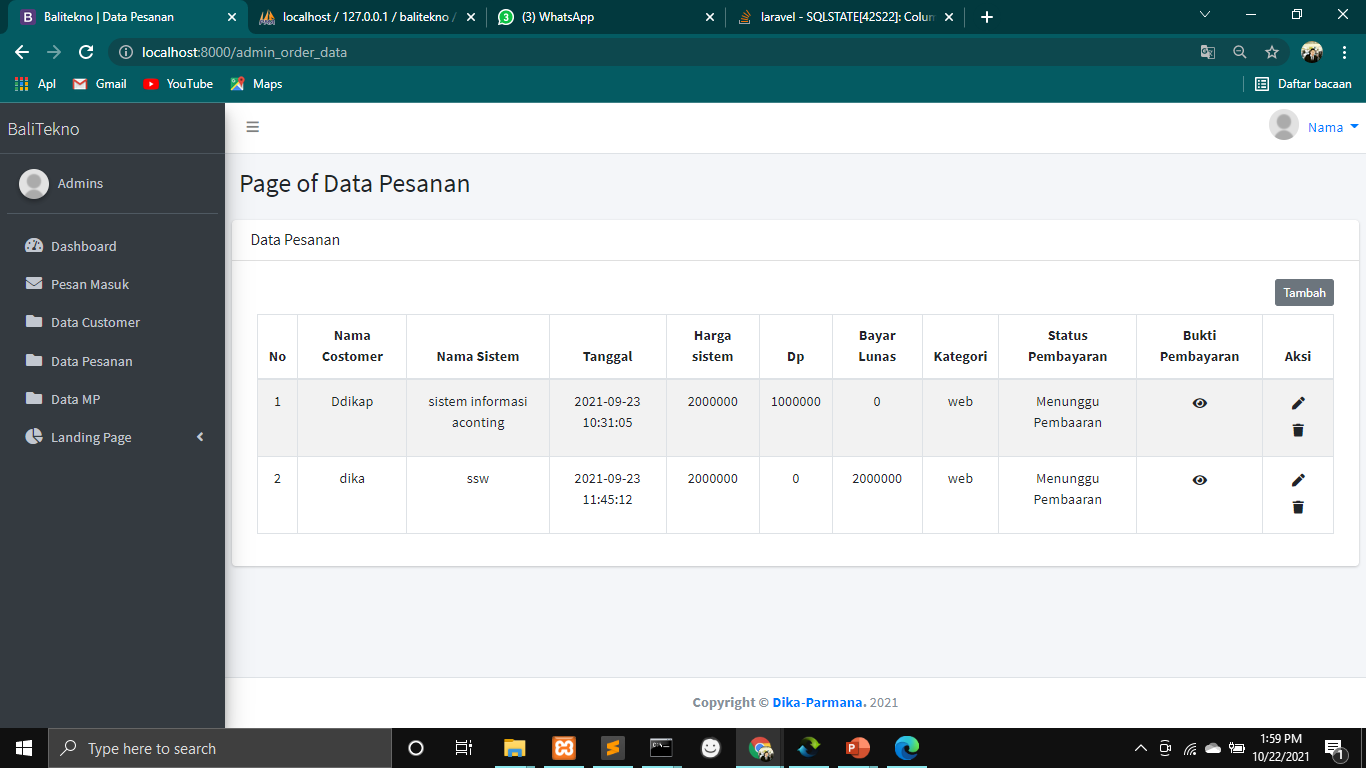 Balitekno | Data Pesanan
localhost / 127.0.0.1 / balitekno /
(3) WhatsApp
laravel - SQLSTATE[42S22]: Colum
localhost:8000/admin_order_data
Apl
Gmail
YouTube
Maps
Daftar bacaan
BaliTekno
Nama
Admins
Dashboard
Pesan Masuk
Data Customer
Data Pesanan
Data MP
Landing Page
Page of Data Pesanan
Data Pesanan
Tambah
No
Nama
Costomer
Nama Sistem
Tanggal
Harga
sistem
Dp
Bayar
Lunas
Kategori
Status
Pembayaran
Bukti
Pembayaran
Aksi
1
Ddikap
sistem informasi
aconting
2021-09-23
10:31:05
2000000
1000000
0
web
Menunggu
Pembaaran
2
dika
ssw
2021-09-23
11:45:12
2000000
0
2000000
web
Menunggu
Pembaaran
Copyright © Dika-Parmana. 2021
Type here to search
1:59 PM
10/22/2021
1